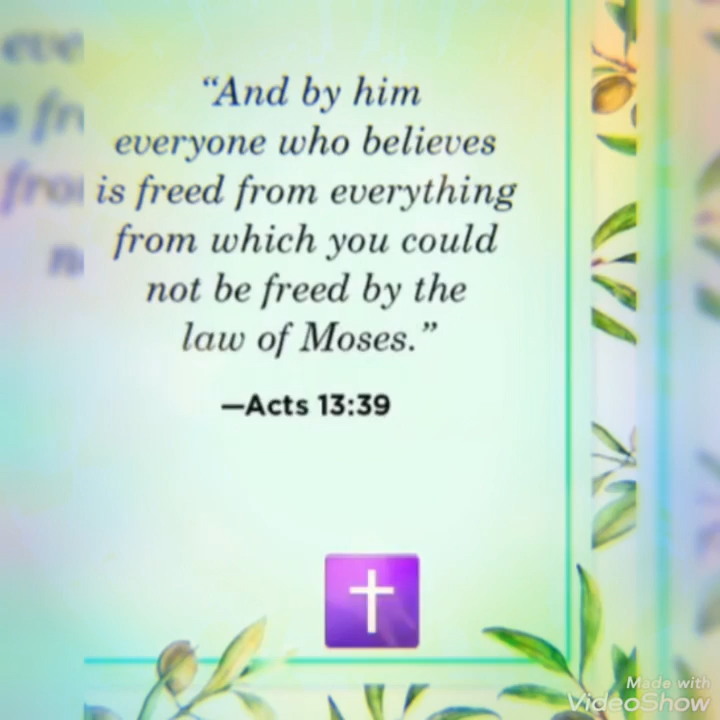 “And by him
everyone who believes
is freed from everything
from which you could
not be freed by the
law of Moses.”
—Acts 13:39
Made with
VideoShow